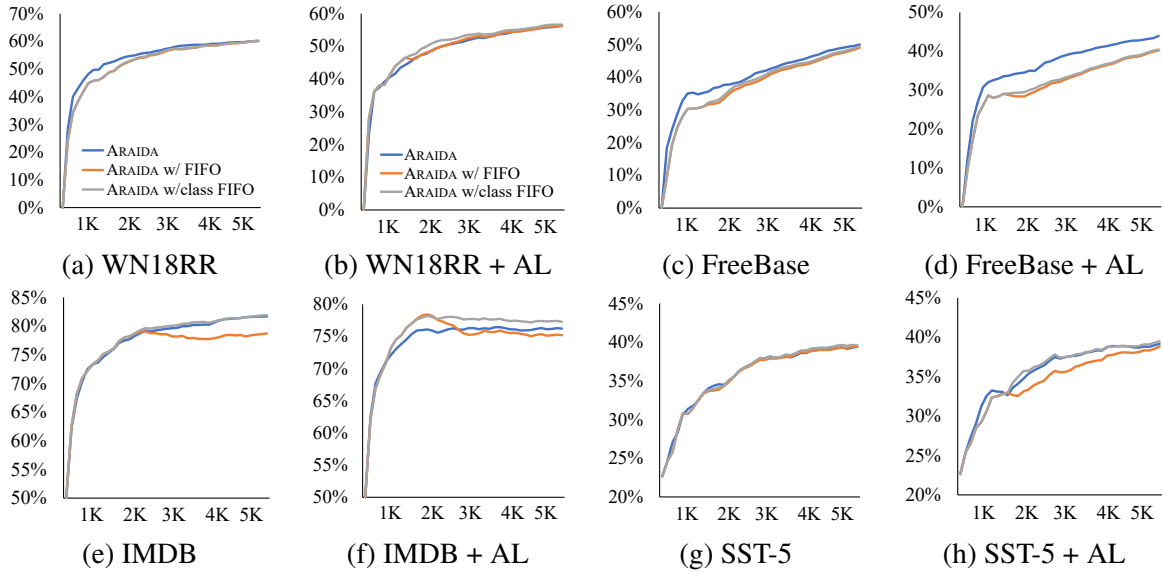 70%
60%
50%
40%
30%
20%
10%
0%
ARAIDA
ARAIDA w/ FIFO
ARAIDA w/class FIFO
1K 2K 3K 4K 5K
(a) WN18RR
60%
50%
40%
30%
20%
10%
0%
ARAIDA
ARAIDA w/ FIFO
ARAIDA w/class FIFO
1K 2K 3K 4K 5K
(b) WN18RR + AL
60%
50%
40%
30%
20%
10%
0%
1K 2K 3K 4K 5K
(c) FreeBase
50%
40%
30%
20%
10%
0%
1K 2K 3K 4K 5K
(d) FreeBase + AL
85%
80%
75%
70%
65%
60%
55%
50%
1K 2K 3K 4K 5K
(e) IMDB
80%
75%
70%
65%
60%
55%
50%
1K 2K 3K 4K 5K
(f) IMDB + AL
45%
40%
35%
30%
25%
20%
1K 2K 3K 4K 5K
(g) SST-5
45%
40%
35%
30%
25%
20%
1K 2K 3K 4K 5K
(h) SST-5 + AL